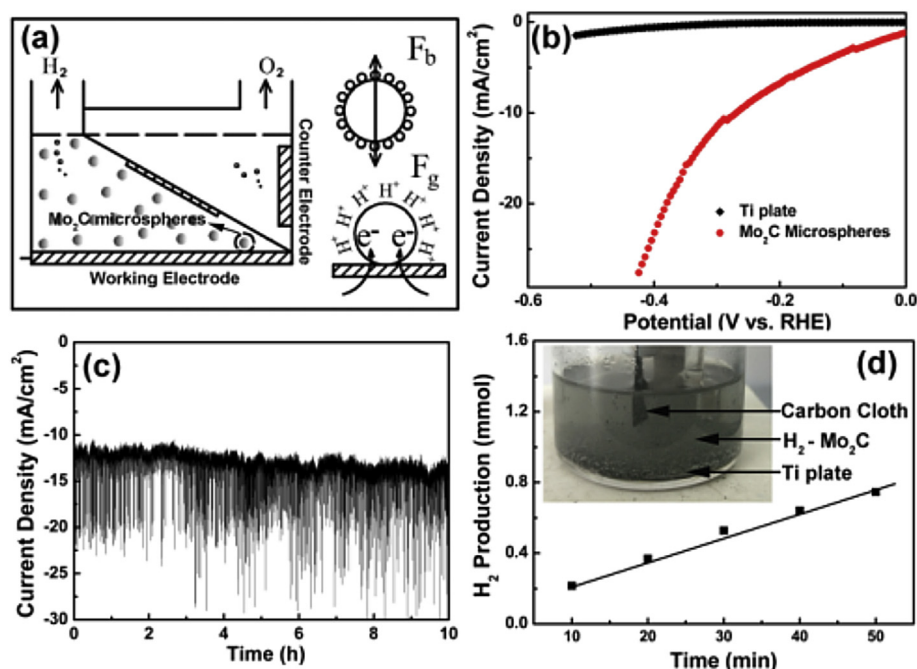 (a)
H₂
O₂
Counter Electrode
Mo₂C microspheres
Working Electrode
F_b
F_g
H⁺ H⁺ H⁺ H⁺ H⁺ H⁺ H⁺ H⁺ H⁺
e⁻ e⁻
(b)
Current Density (mA/cm²)
0
-10
-20
Ti plate
Mo₂C Microspheres
-0.6 -0.4 -0.2 0.0
Potential (V vs. RHE)
(c)
Current Density (mA/cm²)
0
-5
-10
-15
-20
-25
-30
0 2 4 6 8 10
Time (h)
(d)
H₂ Production (mmol)
1.6
1.2
0.8
0.4
0.0
Carbon Cloth
H₂ - Mo₂C
Ti plate
10 20 30 40 50
Time (min)